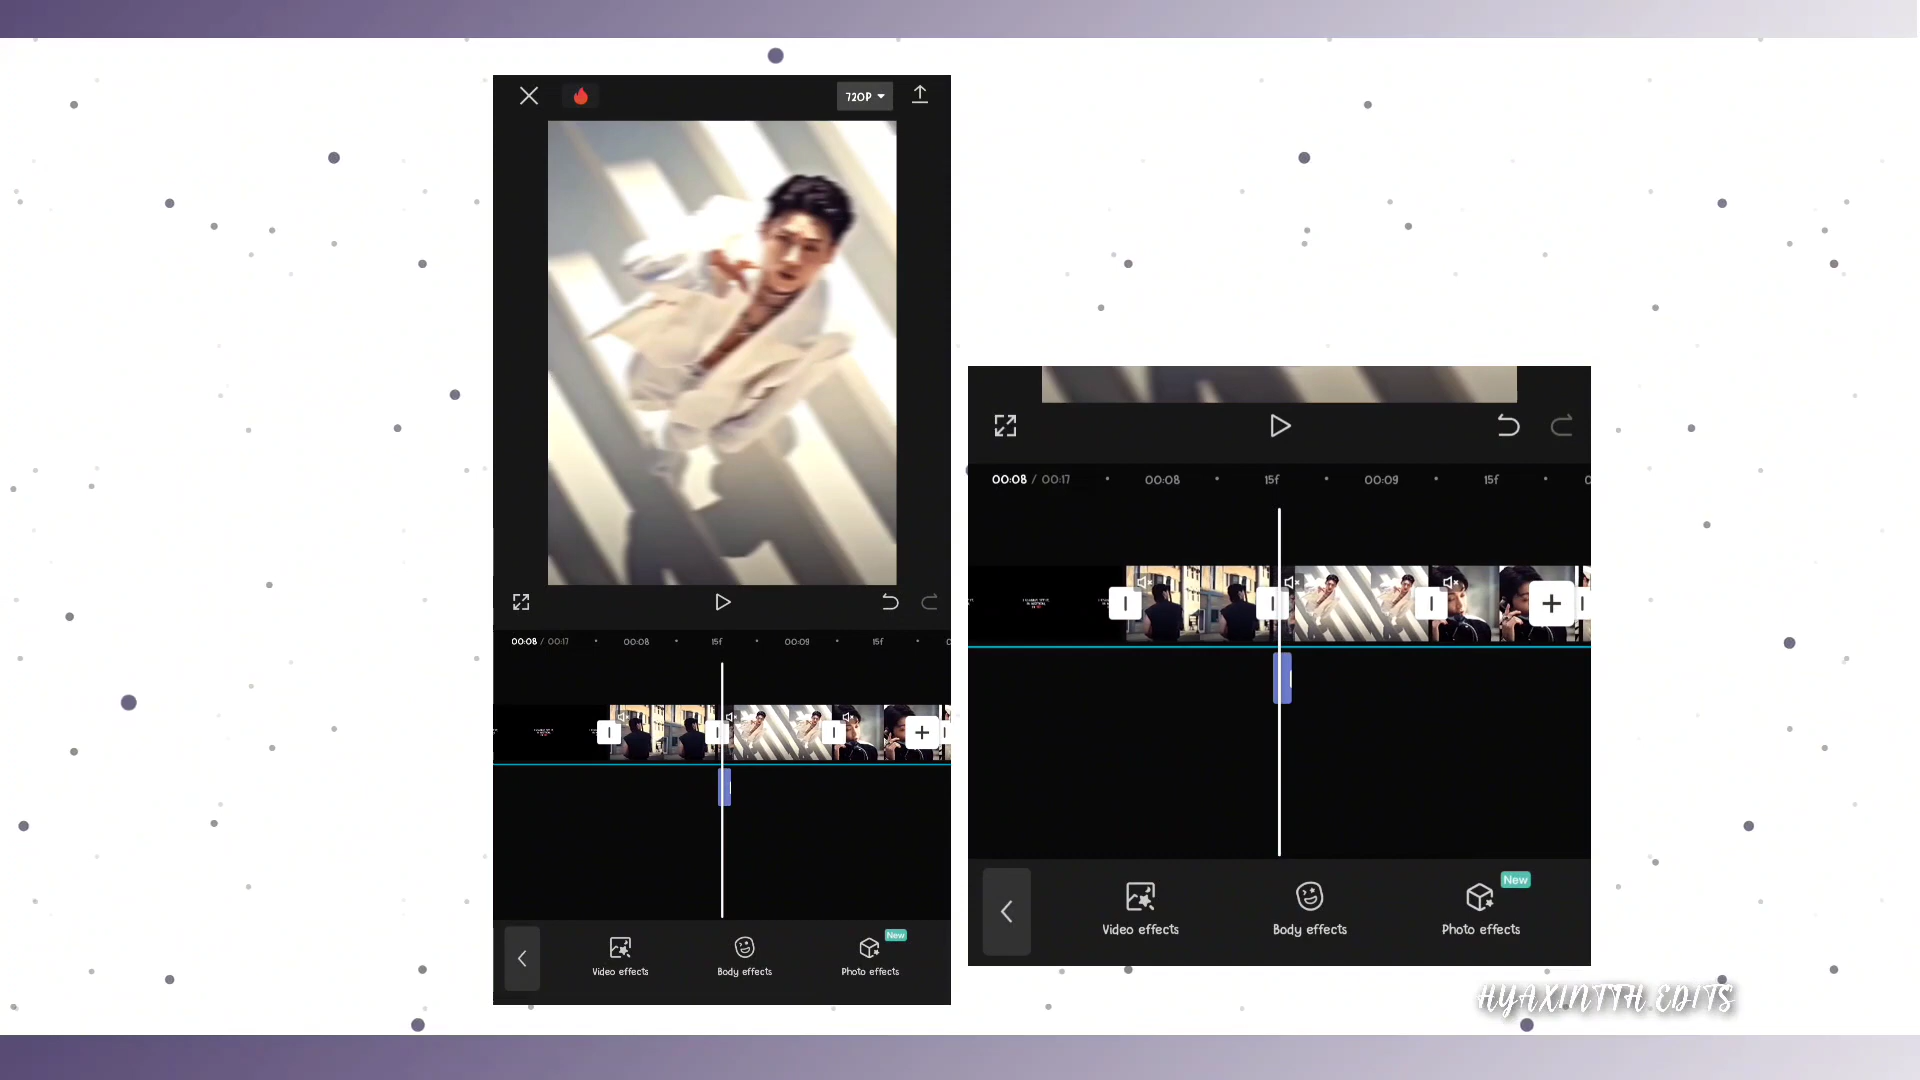 720P
00:08 / 00:17 00:08 15f 00:09 15f
Video effects
Body effects
New
Photo effects
00:08 / 00:17 00:08 15f 00:09 15f
Video effects
Body effects
New
Photo effects
HYAXINTTH.EDITS